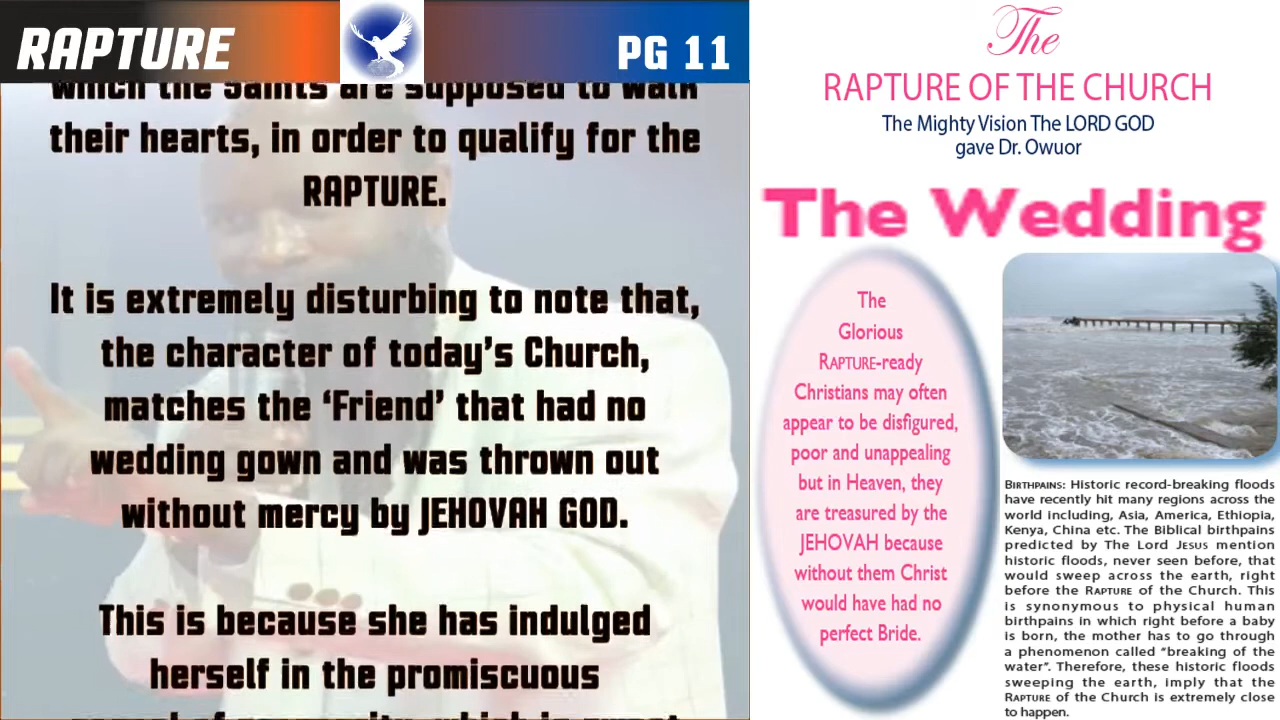 RAPTURE
PG 11
which the Saints are supposed to walk
their hearts, in order to qualify for the
RAPTURE.
It is extremely disturbing to note that,
the character of today's Church,
matches the 'Friend' that had no
wedding gown and was thrown out
without mercy by JEHOVAH GOD.
This is because she has indulged
herself in the promiscuous
The
RAPTURE OF THE CHURCH
The Mighty Vision The LORD GOD
gave Dr. Owuor
The Wedding
The
Glorious
RAPTURE-ready
Christians may often
appear to be disfigured,
poor and unappealing
but in Heaven, they
are treasured by the
JEHOVAH because
without them Christ
would have had no
perfect Bride.
BIRTHPAINS: Historic record-breaking floods
have recently hit many regions across the
world including, Asia, America, Ethiopia,
Kenya, China etc. The Biblical birthpains
predicted by The Lord JESUS mention
historic floods, never seen before, that
would sweep across the earth, right
before the RAPTURE of the Church. This
is synonymous to physical human
birthpains in which right before a baby
is born, the mother has to go through
a phenomenon called "breaking of the
water". Therefore, these historic floods
sweeping the earth, imply that the
RAPTURE of the Church is extremely close
to happen.